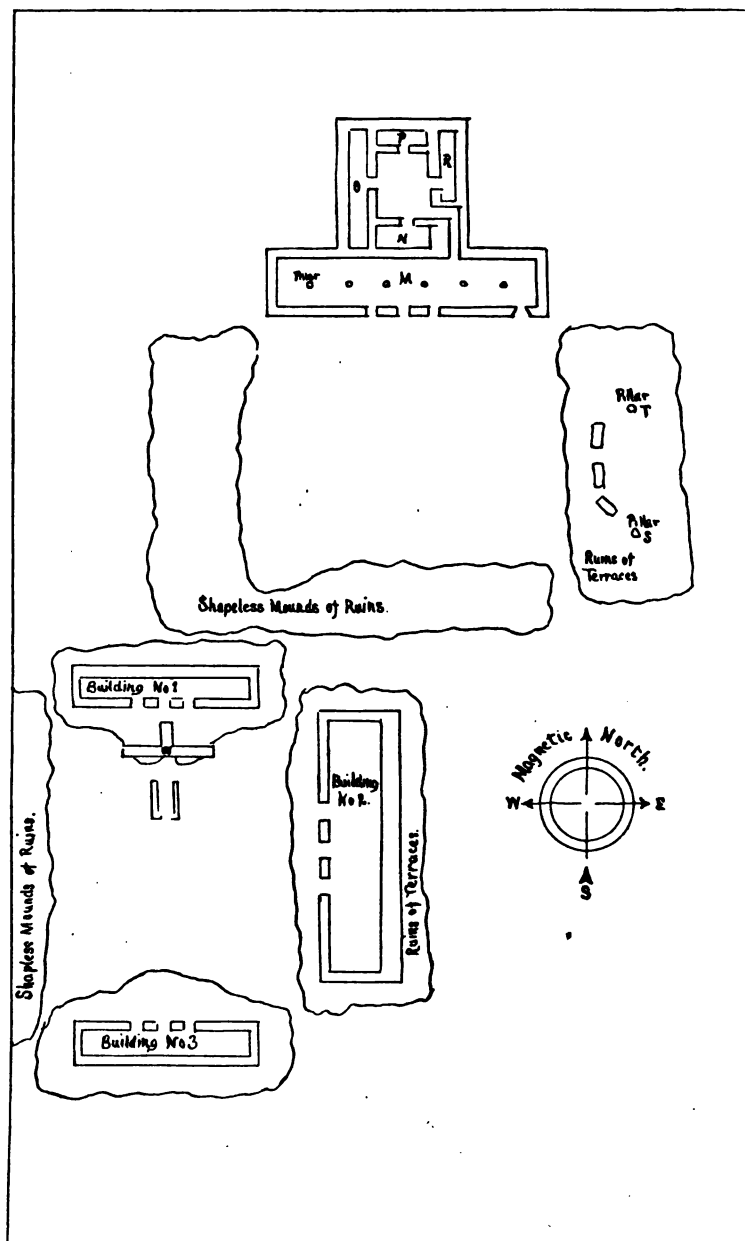 P
R
O
N
Pillar
M
Pillar
T
Pillar
S
Ruins of
Terraces
Shapeless Mounds of Ruins.
Building No 1
Building
No 2.
Ruins of Terraces.
Magnetic North.
W
E
S
Shapless Mounds of Ruins.
Building No 3